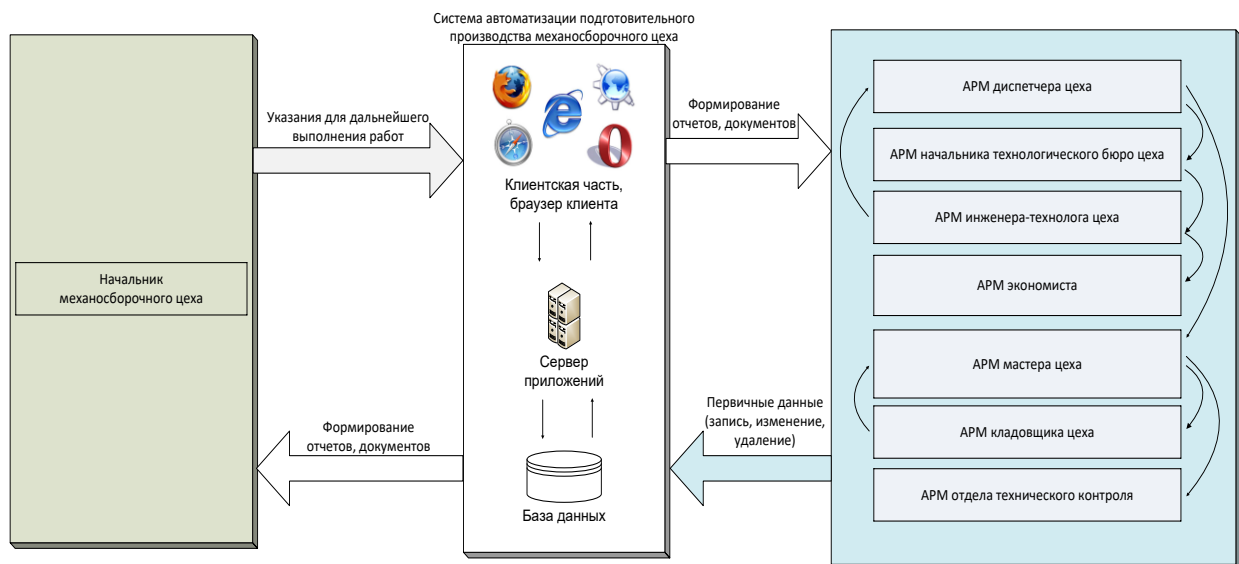 Система автоматизации подготовительного
производства механосборочного цеха
Указания для дальнейшего
выполнения работ
Формирование
отчетов, документов
Клиентская часть,
браузер клиента
Начальник
механосборочного цеха
Сервер
приложений
Формирование
отчетов, документов
Первичные данные
(запись, изменение,
удаление)
База данных
АРМ диспетчера цеха
АРМ начальника технологического бюро цеха
АРМ инженера-технолога цеха
АРМ экономиста
АРМ мастера цеха
АРМ кладовщика цеха
АРМ отдела технического контроля